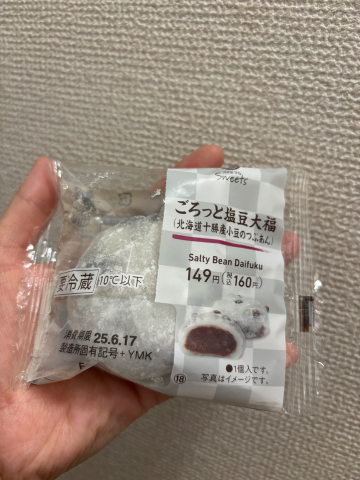 Sweets
ごろっと塩豆大福
(北海道十勝産小豆のつぶあん)
Salty Bean Daifuku
149円(税込160円)
要冷蔵 10℃以下
消費期限 25.6.17
製造所固有記号+YMK
●1個入です。
写真はイメージです。
⑱